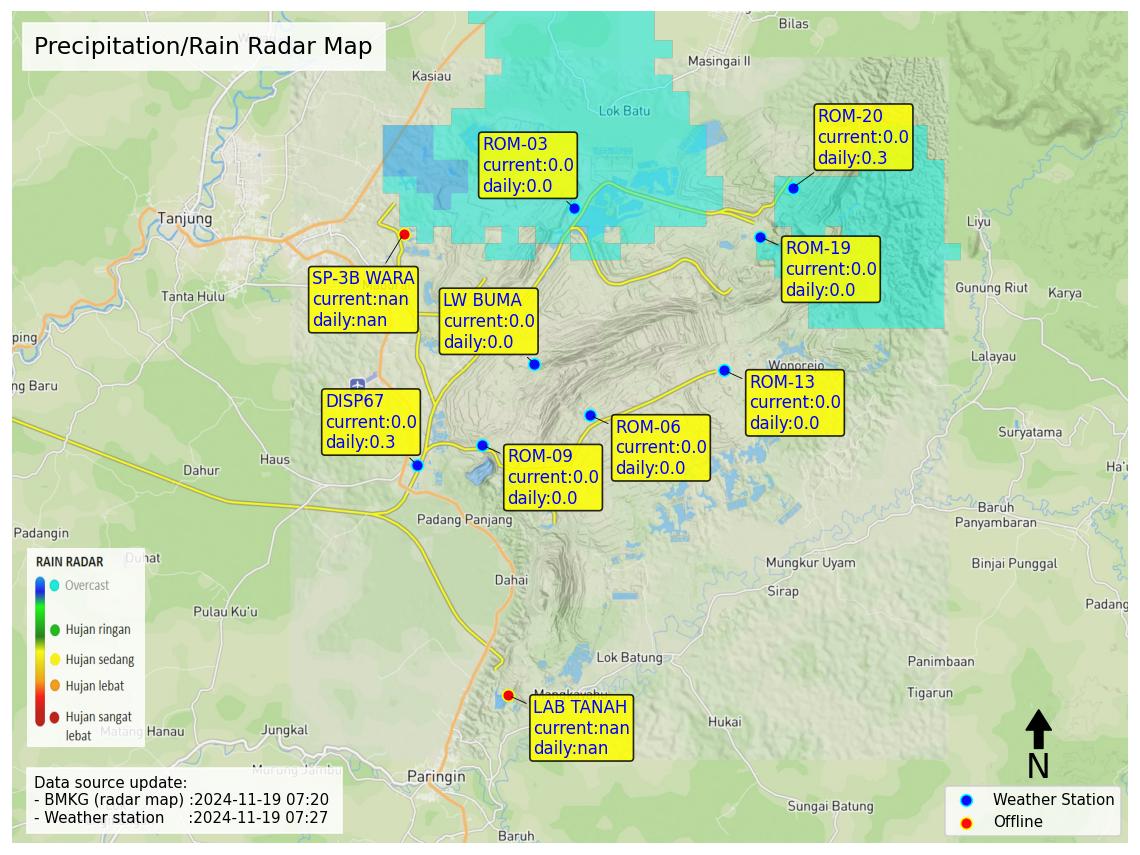 Precipitation/Rain Radar Map
Bilas
Masingai II
Kasiau
Lok Batu
ROM-20
current:0.0
daily:0.3
ROM-03
current:0.0
daily:0.0
Tanjung
Liyu
ROM-19
current:0.0
daily:0.0
SP-3B WARA
current:nan
daily:nan
Tanta Hulu
LW BUMA
current:0.0
daily:0.0
Gunung Riut
Karya
ping
Lalayau
Wonorejo
ng Baru
ROM-13
current:0.0
daily:0.0
DISP67
current:0.0
daily:0.3
ROM-06
current:0.0
daily:0.0
Suryatama
ROM-09
current:0.0
daily:0.0
Haus
Dahur
Ha'u
Padang Panjang
Baruh
Panyambaran
Padangin
Duhat
Mungkur Uyam
Binjai Punggal
Dahai
Sirap
Padang
Pulau Ku'u
RAIN RADAR
Overcast
Hujan ringan
Hujan sedang
Hujan lebat
Hujan sangat
lebat
Lok Batung
Panimbaan
Tigarun
Mangkayahu
LAB TANAH
current:nan
daily:nan
Hukai
Matang Hanau
Jungkal
Murung Jambu
Paringin
Sungai Batung
Baruh
Data source update:
- BMKG (radar map) :2024-11-19 07:20
- Weather station :2024-11-19 07:27
N
Weather Station
Offline